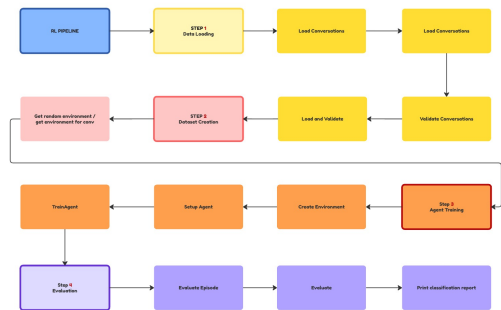 RL PIPELINE
STEP 1
Data Loading
Load Conversations
Load Conversations
Get random environment /
get environment for conv
STEP 2
Dataset Creation
Load and Validate
Validate Conversations
TrainAgent
Setup Agent
Create Environment
Step 3
Agent Training
Step 4
Evaluation
Evaluate Episode
Evaluate
Print classification report